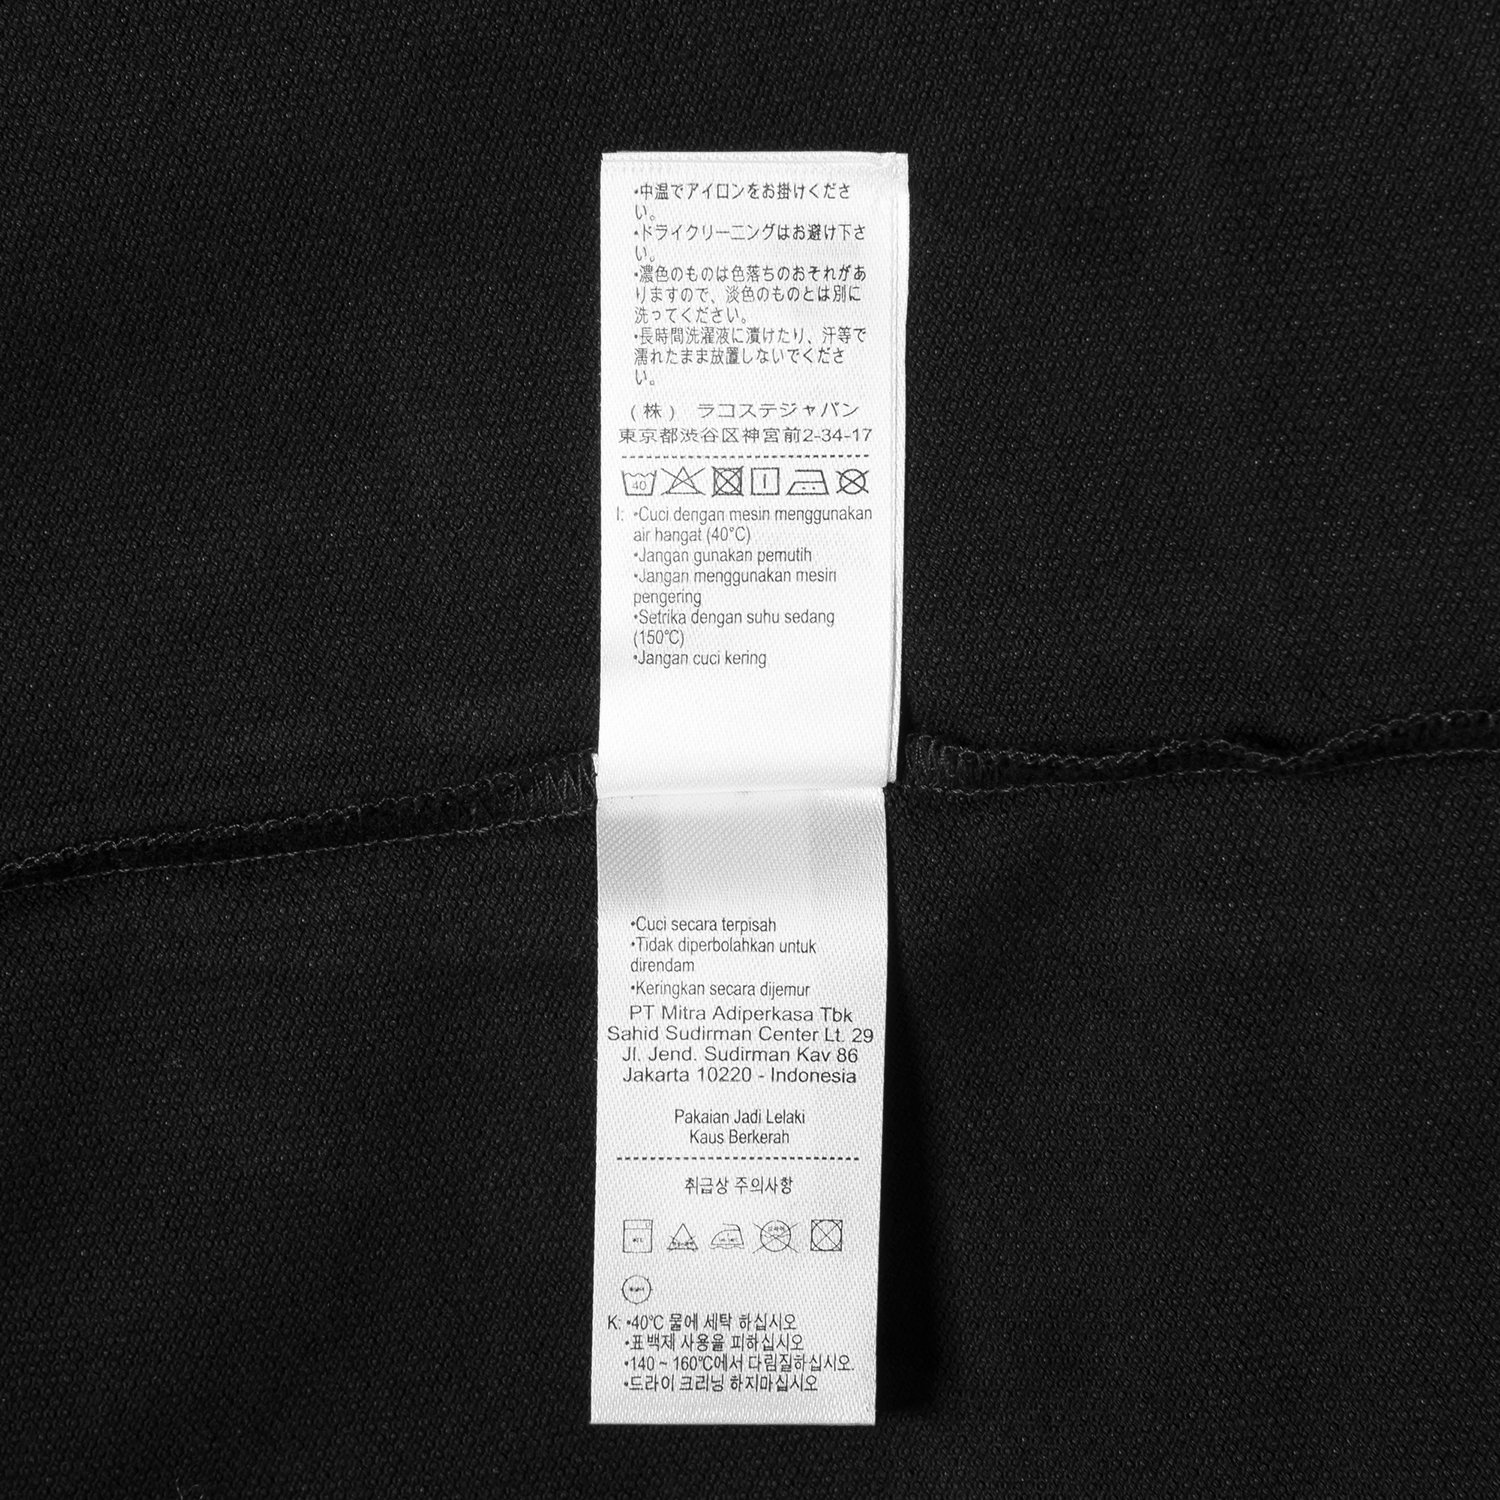 •中温でアイロンをお掛けくださ
い。
•ドライクリーニングはお避け下さ
い。
•濃色のものは色落ちのおそれがあ
りますので、淡色のものとは別に
洗ってください。
•長時間洗濯液に漬けたり、汗等で
濡れたまま放置しないでくださ
い。
(株) ラコステジャパン
東京都渋谷区神宮前2-34-17
40
I: •Cuci dengan mesin menggunakan
air hangat (40°C)
•Jangan gunakan pemutih
•Jangan menggunakan mesin
pengering
•Setrika dengan suhu sedang
(150°C)
•Jangan cuci kering
•Cuci secara terpisah
•Tidak diperbolahkan untuk
direndam
•Keringkan secara dijemur
PT Mitra Adiperkasa Tbk
Sahid Sudirman Center Lt. 29
Jl. Jend. Sudirman Kav 86
Jakarta 10220 - Indonesia
Pakaian Jadi Lelaki
Kaus Berkerah
취급상 주의사항
K: •40℃ 물에 세탁 하십시오
•표백제 사용을 피하십시오
•140 ~ 160℃에서 다림질하십시오.
•드라이 크리닝 하지마십시오